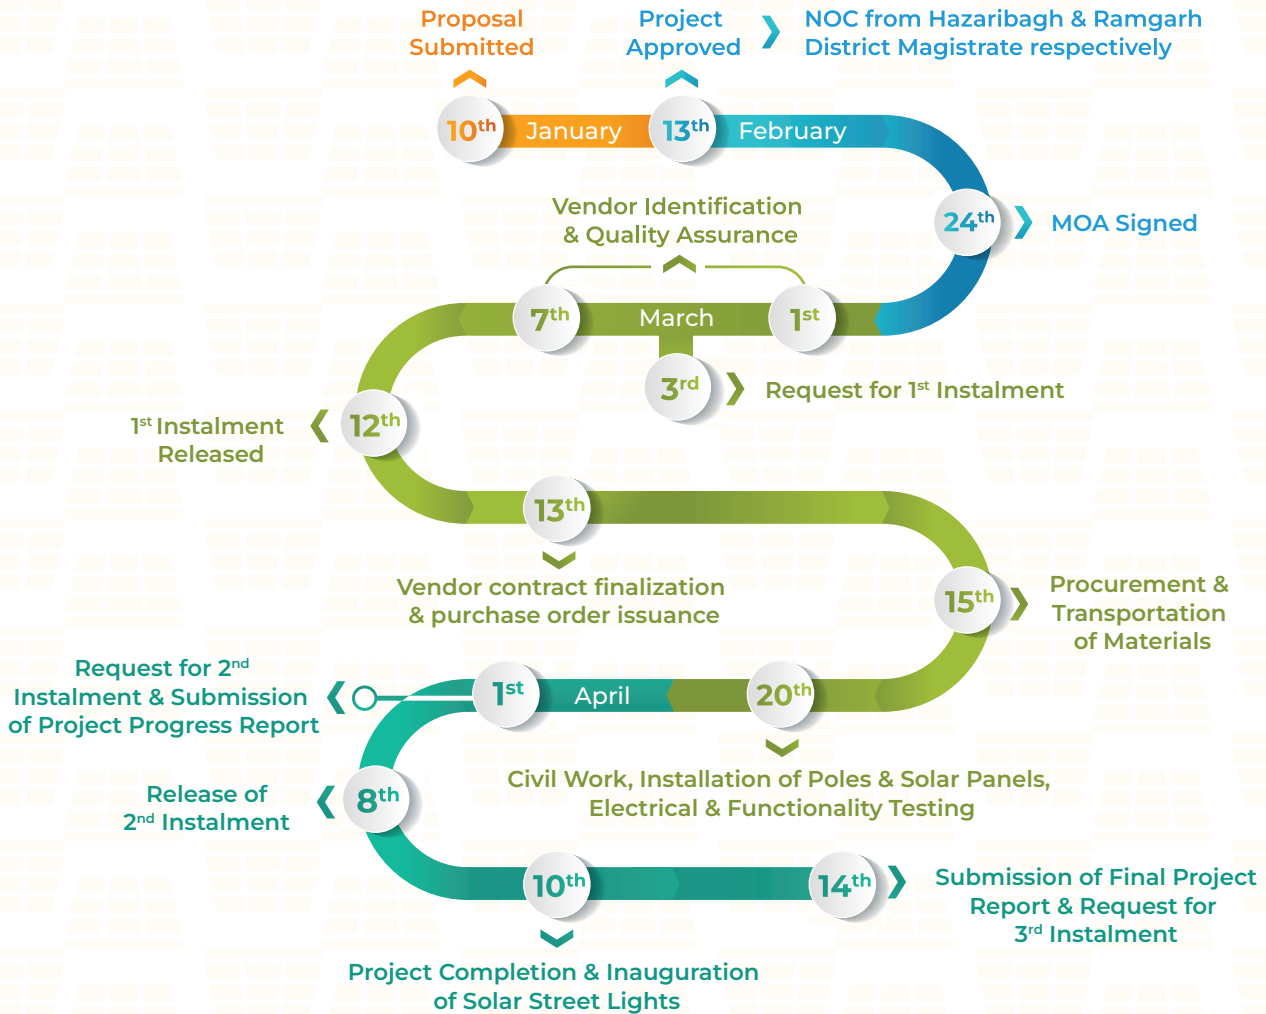 Proposal
Submitted
Project
Approved
NOC from Hazaribagh & Ramgarh
District Magistrate respectively
10th
January
13th
February
24th
MOA Signed
Vendor Identification
& Quality Assurance
7th
March
1st
3rd
Request for 1st Instalment
12th
1st Instalment
Released
13th
Vendor contract finalization
& purchase order issuance
15th
Procurement &
Transportation
of Materials
Request for 2nd
Instalment & Submission
of Project Progress Report
1st
April
20th
Civil Work, Installation of Poles & Solar Panels,
Electrical & Functionality Testing
Release of
2nd Instalment
8th
10th
14th
Submission of Final Project
Report & Request for
3rd Instalment
Project Completion & Inauguration
of Solar Street Lights